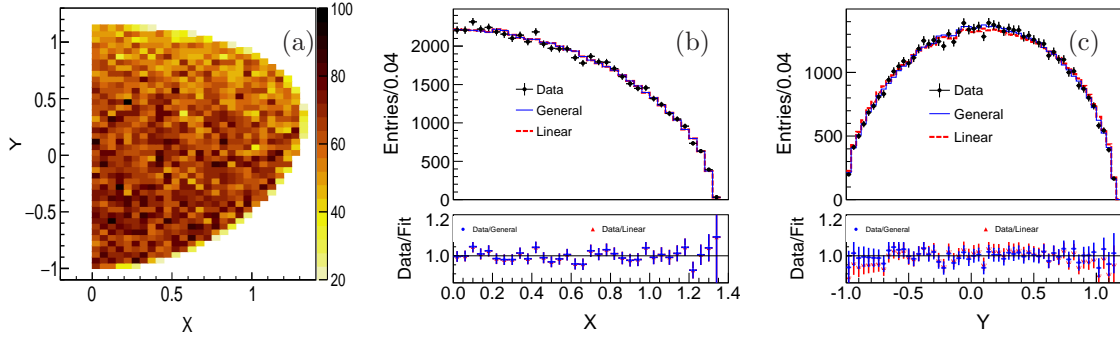 (a)
Y
1
0.5
0
−0.5
−1
0
0.5
1
X
100
80
60
40
20
(b)
Entries/0.04
2000
1500
1000
500
0
Data
General
Linear
Data/Fit
1.2
1.0
Data/General
Data/Linear
0.0
0.2
0.4
0.6
0.8
1.0
1.2
1.4
X
(c)
Entries/0.04
1000
500
0
Data
General
Linear
Data/Fit
1.2
1.0
Data/General
Data/Linear
-1.0
-0.5
0.0
0.5
1.0
Y